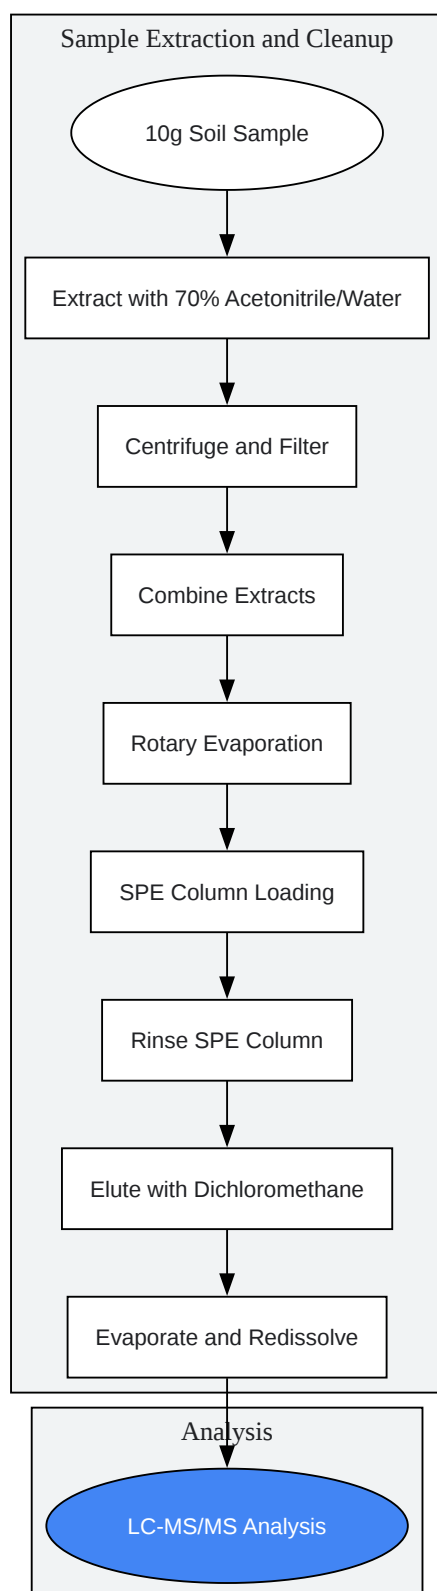 Sample Extraction and Cleanup
10g Soil Sample
Extract with 70% Acetonitrile/Water
Centrifuge and Filter
Combine Extracts
Rotary Evaporation
SPE Column Loading
Rinse SPE Column
Elute with Dichloromethane
Evaporate and Redissolve
Analysis
LC-MS/MS Analysis